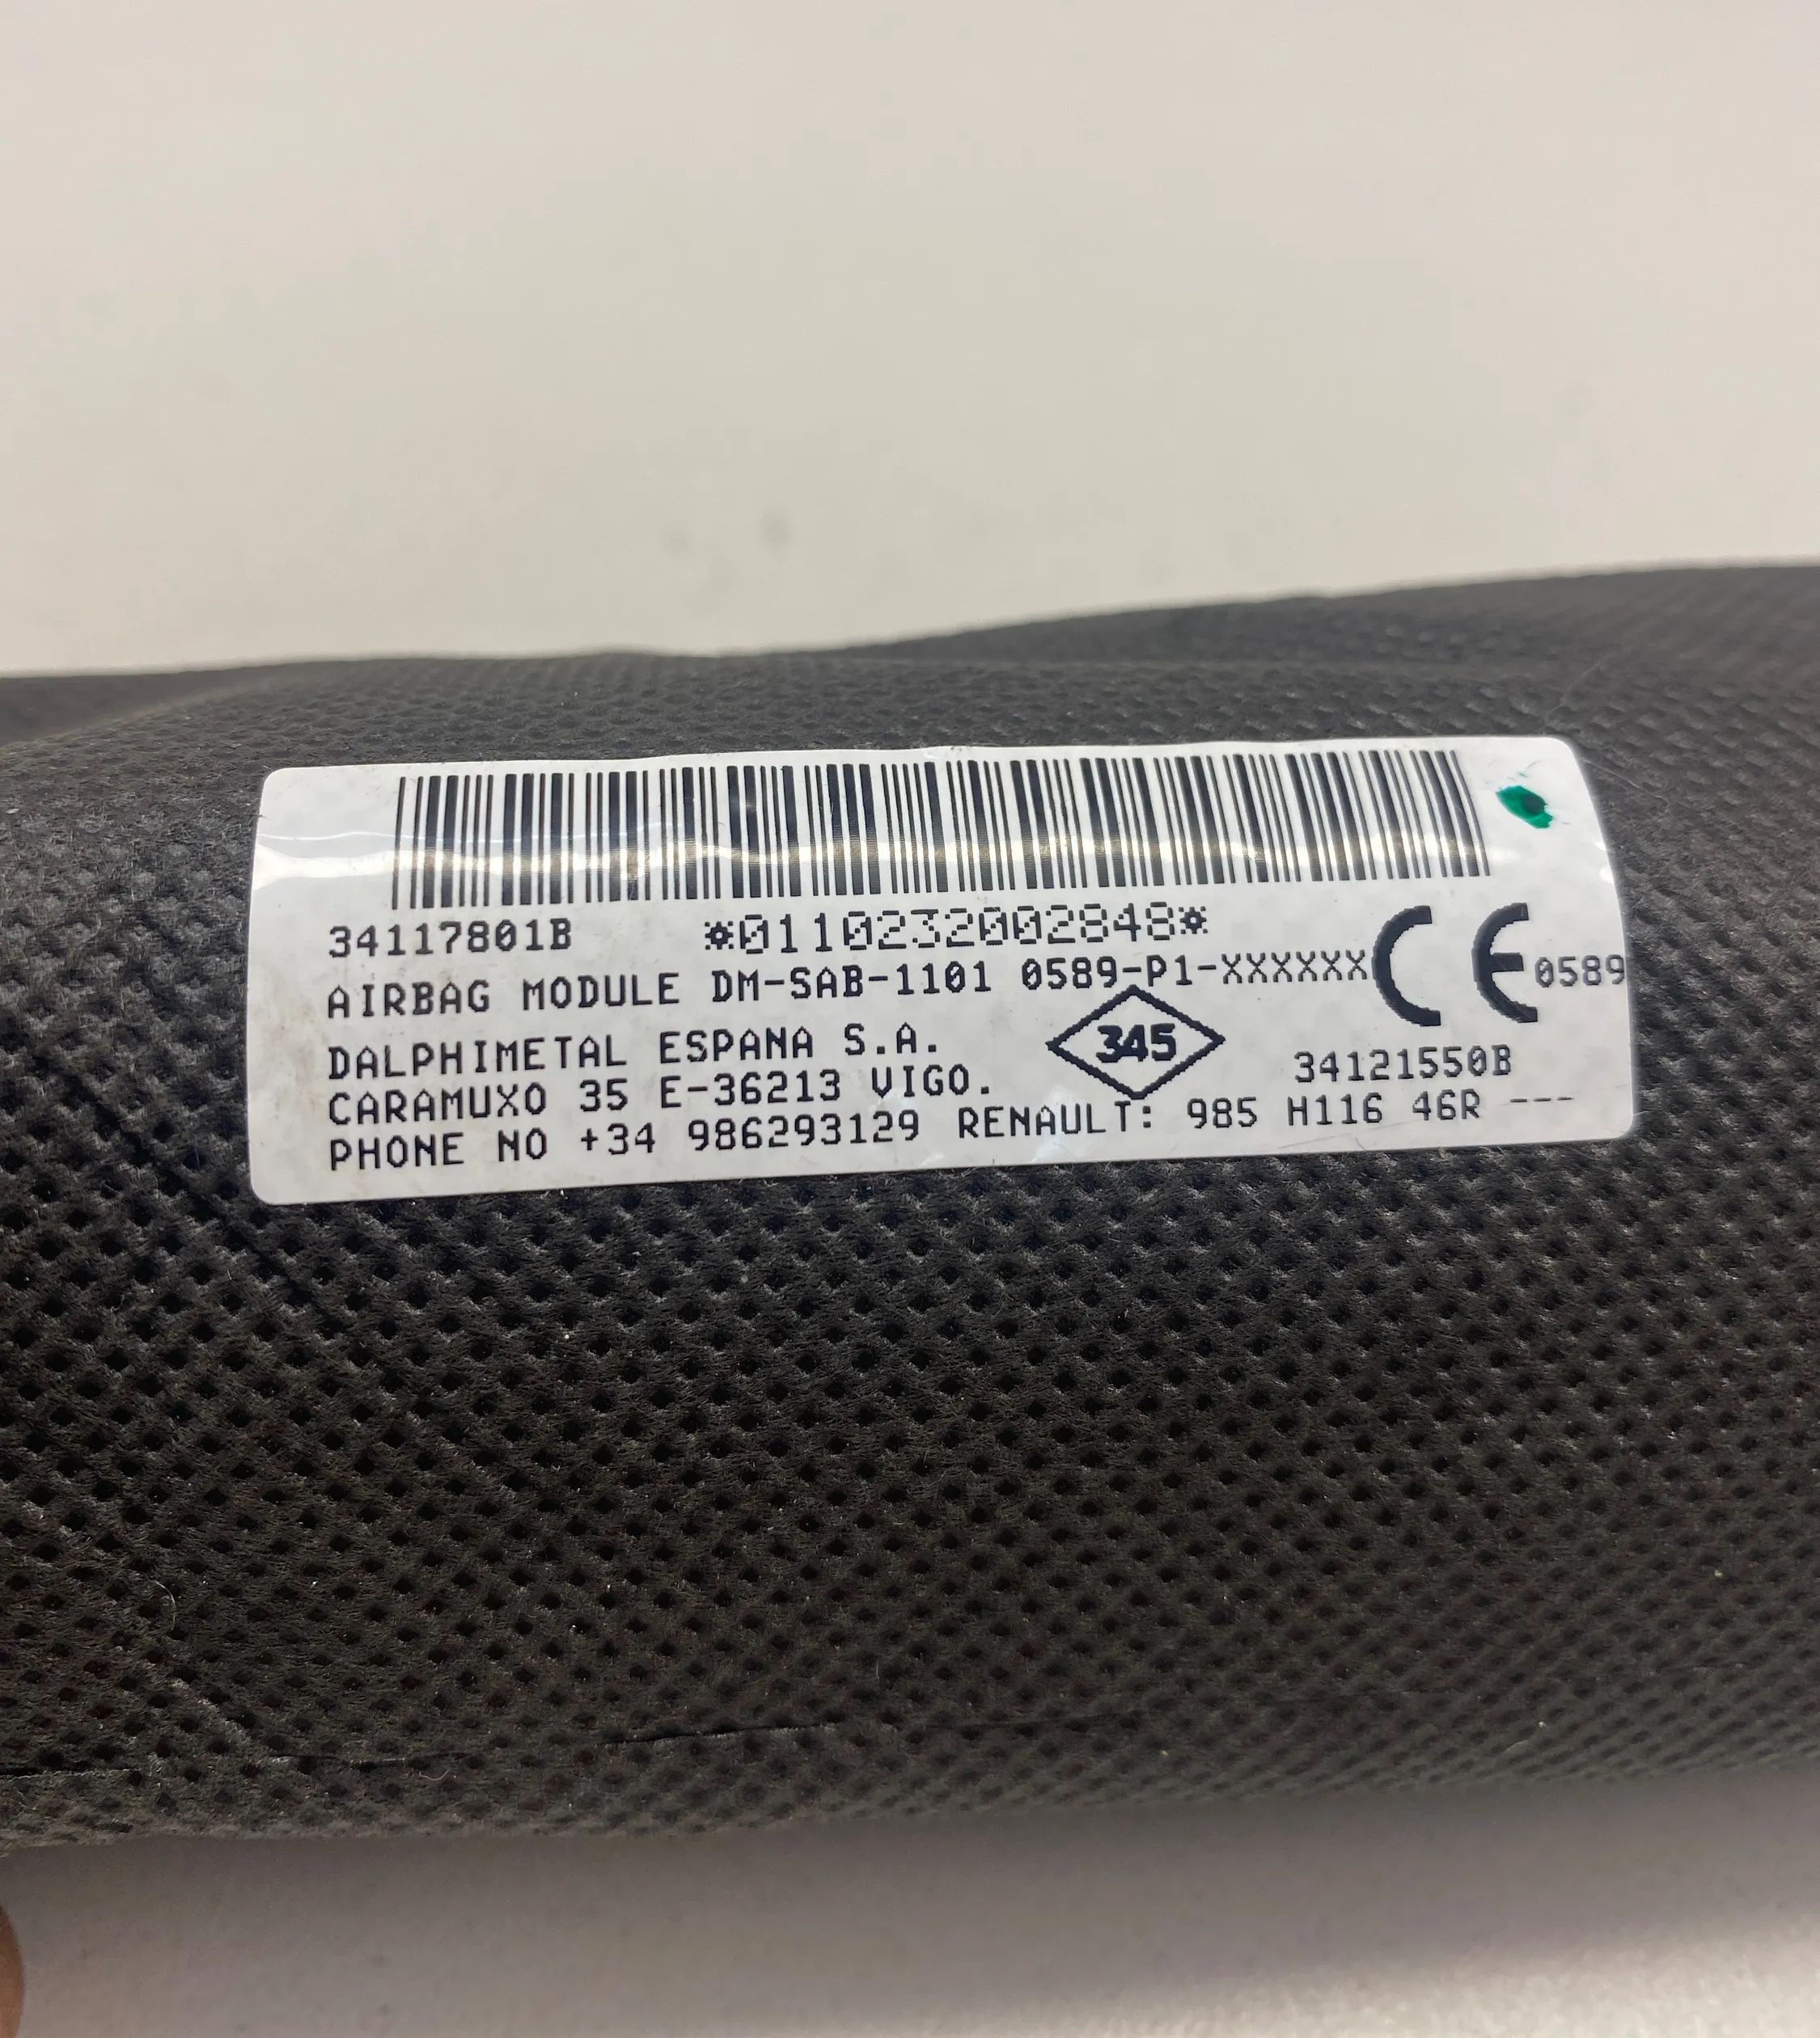 34117801B *0110232002848*
AIRBAG MODULE DM-SAB-1101 0589-P1-XXXXXX CE 0589
DALPHIMETAL ESPANA S.A. 345
CARAMUXO 35 E-36213 VIGO. 34121550B
PHONE NO +34 986293129 RENAULT: 985 H116 46R ---